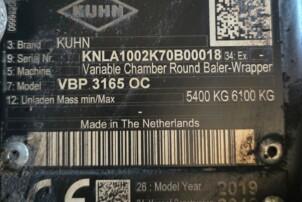 KUHN
3: Brand KUHN
9: Serial Nr. KNLA1002K70B00018 34: Ex
5: Machine Variable Chamber Round Baler-Wrapper
7: Model VBP 3165 OC
12: Unladen Mass min/Max 5400 KG 6100 KG
Made in The Netherlands
CE
26: Model Year 2019